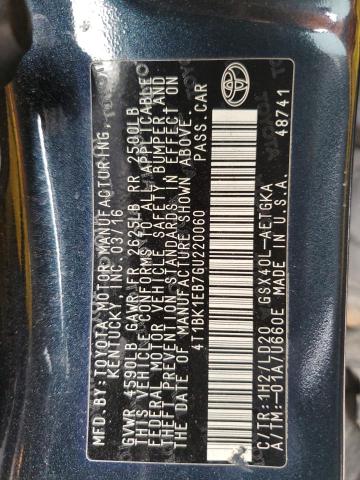 MFD.BY:TOYOTA MOTOR MANUFACTURING,
KENTUCKY, INC. 03/16
GVWR 4590LB GAWR FR 2625LB RR 2500LB
THIS VEHICLE CONFORMS TO ALL APPLICABLE
FEDERAL MOTOR VEHICLE SAFETY BUMPER, AND
THEFT PREVENTION STANDARDS IN EFFECT ON
THE DATE OF MANUFACTURE SHOWN ABOVE.
4T1BK1EB7GU220060 PASS.CAR
C/TR:1HZ/LD20 GSX40L-AETGKA
A/TM:-01A/U660E MADE IN U.S.A. 48741